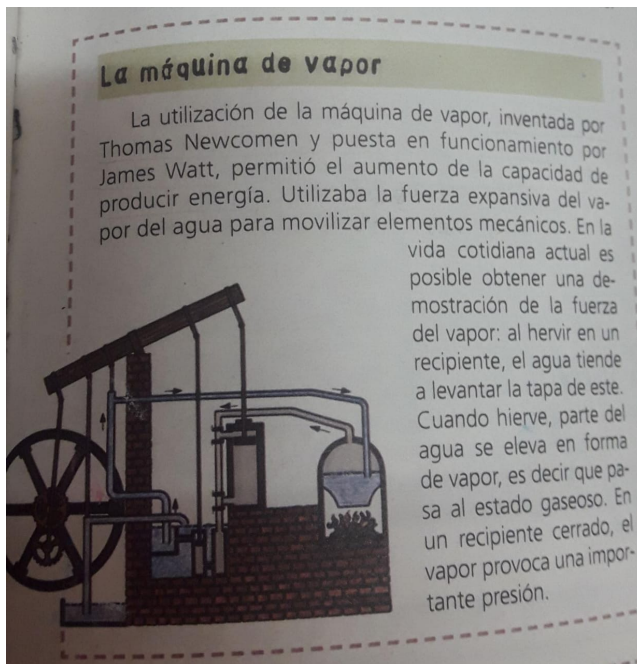 La máquina de vapor
La utilización de la máquina de vapor, inventada por
Thomas Newcomen y puesta en funcionamiento por
James Watt, permitió el aumento de la capacidad de
producir energía. Utilizaba la fuerza expansiva del va-
por del agua para movilizar elementos mecánicos. En la
vida cotidiana actual es
posible obtener una de-
mostración de la fuerza
del vapor: al hervir en un
recipiente, el agua tiende
a levantar la tapa de este.
Cuando hierve, parte del
agua se eleva en forma
de vapor, es decir que pa-
sa al estado gaseoso. En
un recipiente cerrado, el
vapor provoca una impor-
tante presión.